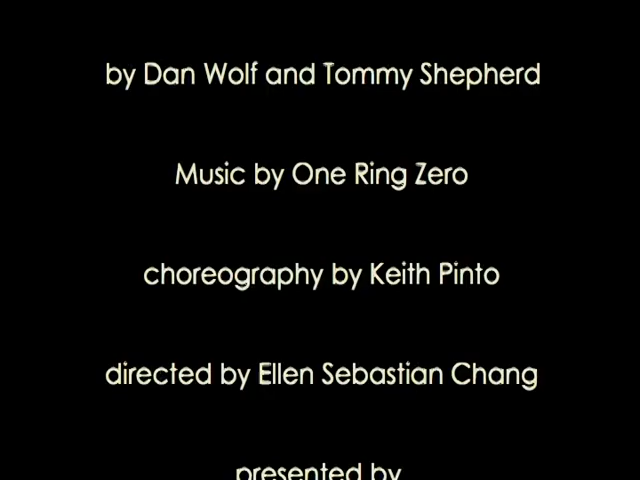 by Dan Wolf and Tommy Shepherd
Music by One Ring Zero
choreography by Keith Pinto
directed by Ellen Sebastian Chang
presented by